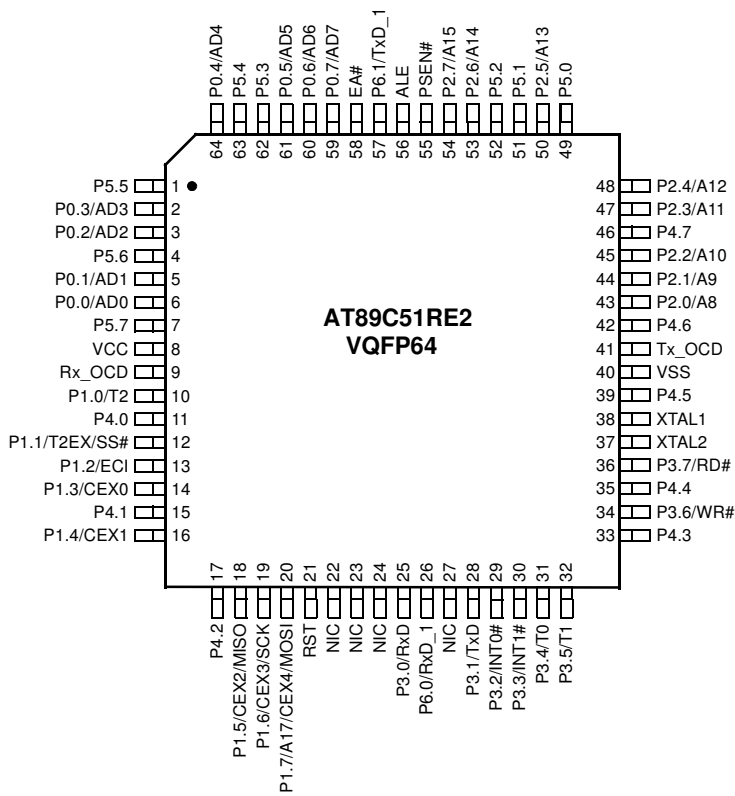 P0.4/AD4
P5.4
P5.3
P0.5/AD5
P0.6/AD6
P0.7/AD7
EA#
P6.1/TxD_1
ALE
PSEN#
P2.7/A15
P2.6/A14
P5.2
P5.1
P2.5/A13
P5.0
64
63
62
61
60
59
58
57
56
55
54
53
52
51
50
49
P5.5 1
P0.3/AD3 2
P0.2/AD2 3
P5.6 4
P0.1/AD1 5
P0.0/AD0 6
P5.7 7
VCC 8
Rx_OCD 9
P1.0/T2 10
P4.0 11
P1.1/T2EX/SS# 12
P1.2/ECI 13
P1.3/CEX0 14
P4.1 15
P1.4/CEX1 16
AT89C51RE2
VQFP64
48 P2.4/A12
47 P2.3/A11
46 P4.7
45 P2.2/A10
44 P2.1/A9
43 P2.0/A8
42 P4.6
41 Tx_OCD
40 VSS
39 P4.5
38 XTAL1
37 XTAL2
36 P3.7/RD#
35 P4.4
34 P3.6/WR#
33 P4.3
17
18
19
20
21
22
23
24
25
26
27
28
29
30
31
32
P4.2
P1.5/CEX2/MISO
P1.6/CEX3/SCK
P1.7/A17/CEX4/MOSI
RST
NIC
NIC
NIC
P3.0/RxD
P6.0/RxD_1
NIC
P3.1/TxD
P3.2/INT0#
P3.3/INT1#
P3.4/T0
P3.5/T1